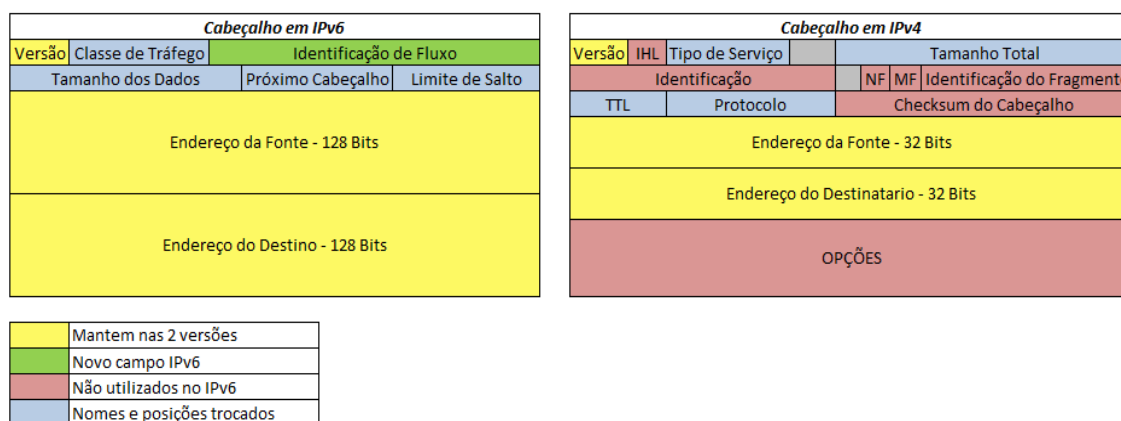 Cabeçalho em IPv6
Versão Classe de Tráfego Identificação de Fluxo
Tamanho dos Dados Próximo Cabeçalho Limite de Salto
Endereço da Fonte - 128 Bits
Endereço do Destino - 128 Bits
Cabeçalho em IPv4
Versão IHL Tipo de Serviço Tamanho Total
Identificação NF MF Identificação do Fragmento
TTL Protocolo Checksum do Cabeçalho
Endereço da Fonte - 32 Bits
Endereço do Destinatario - 32 Bits
OPÇÕES
Mantem nas 2 versões
Novo campo IPv6
Não utilizados no IPv6
Nomes e posições trocados